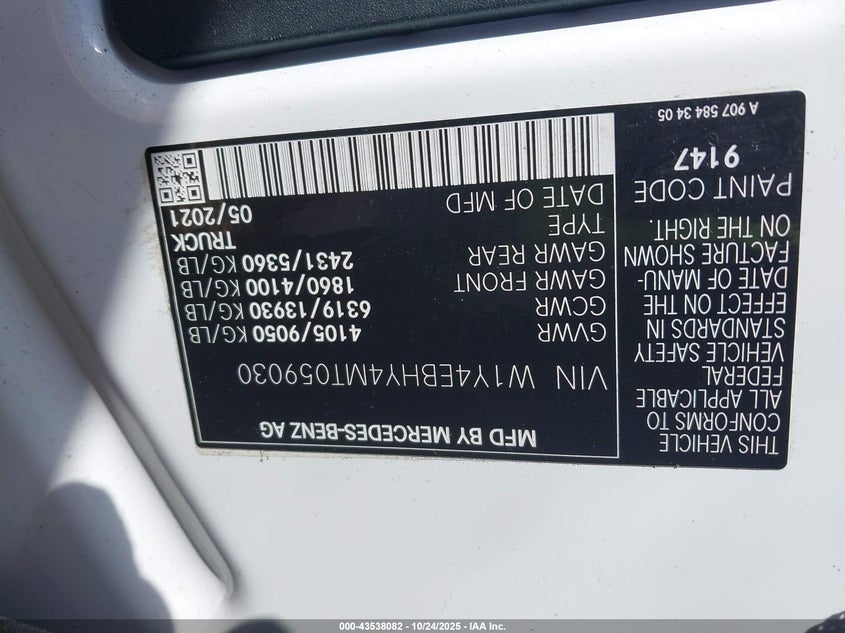 MFD BY MERCEDES-BENZ AG
VIN W1Y4EBHY4MT059030
GVWR 4105/9050 KG/LB
GCWR 6319/13930 KG/LB
GAWR FRONT 1860/4100 KG/LB
GAWR REAR 2431/5360 KG/LB
TYPE TRUCK
DATE OF MFD 05/2021
THIS VEHICLE
CONFORMS TO
ALL APPLICABLE
FEDERAL
VEHICLE SAFETY
STANDARDS IN
EFFECT ON THE
DATE OF MANU-
FACTURE SHOWN
ON THE RIGHT.
PAINT CODE
9147
A 907 584 34 05
000-43538082 - 10/24/2025 - IAA Inc.